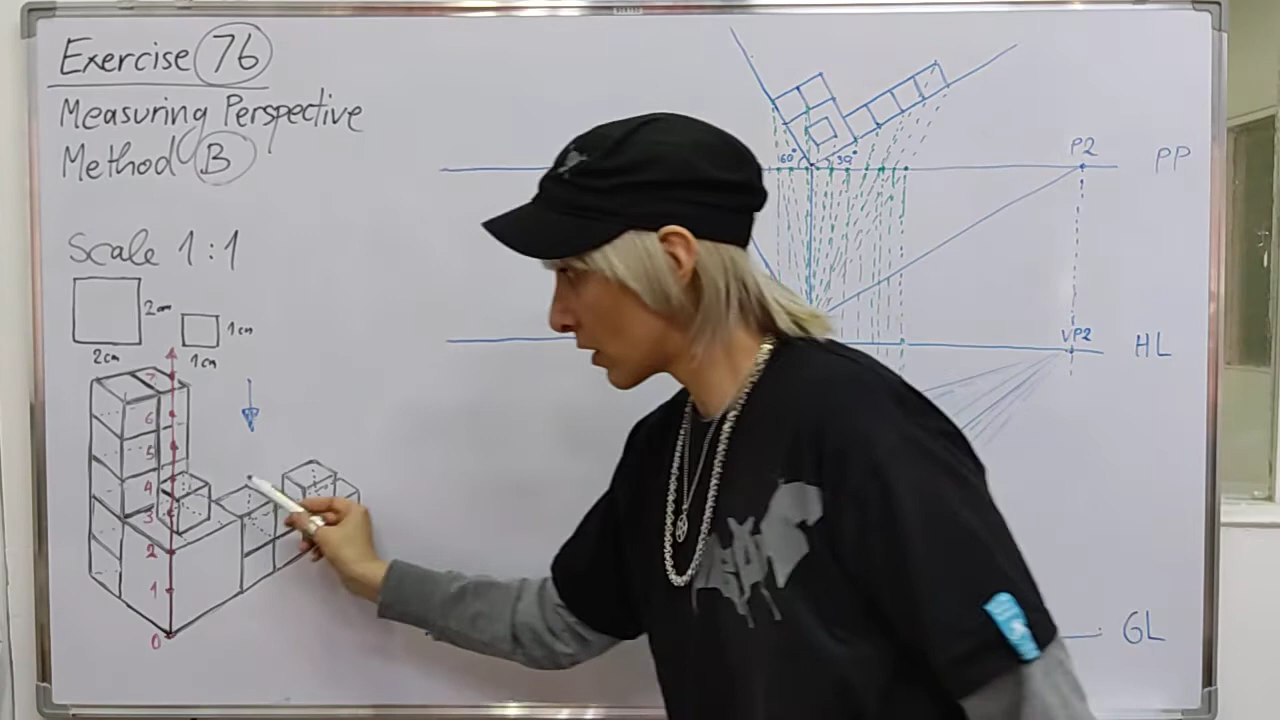 Exercise 76
Measuring Perspective
Method B
Scale 1:1
2cm
2cm
1cm
1cm
7
6
5
4
3
2
1
0
60°
30°
P2
PP
VP2
HL
GL